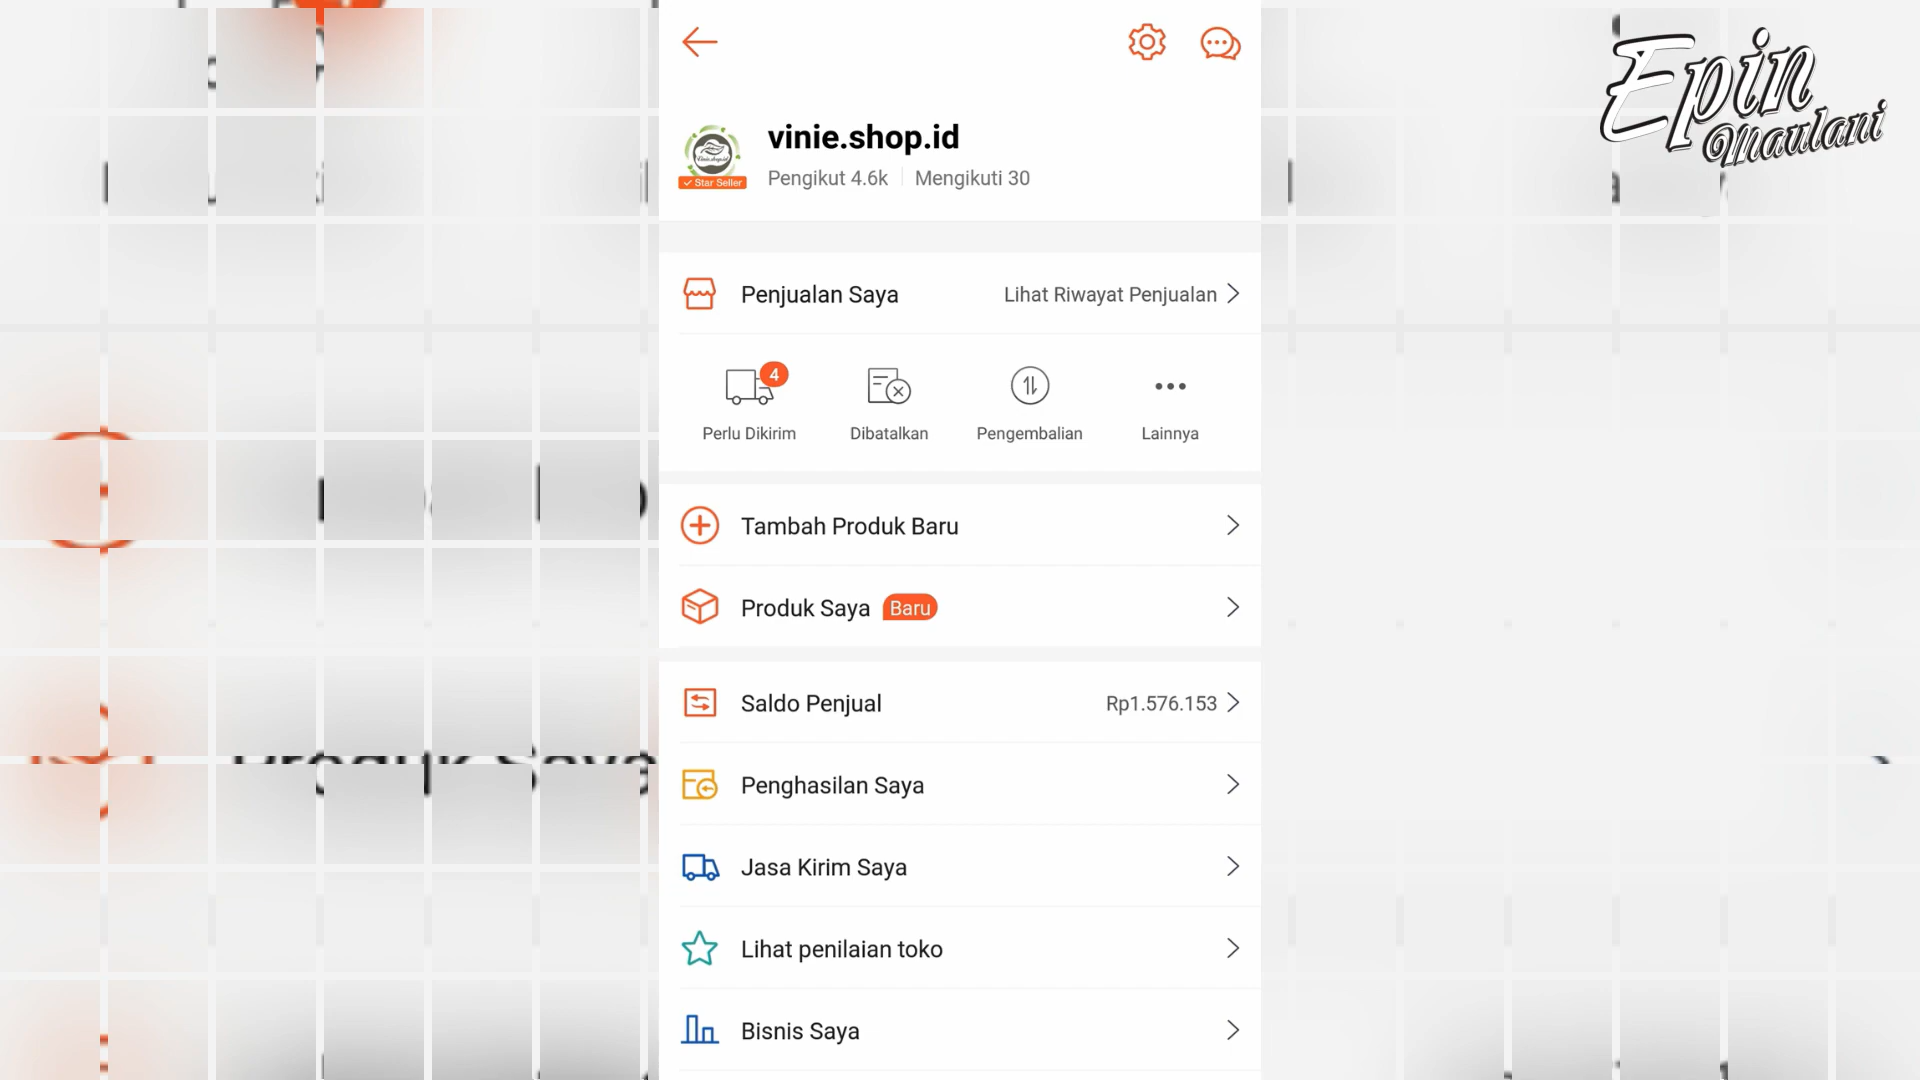 Epin
Maulani
vinie.shop.id
Star Seller
Pengikut 4.6k
Mengikuti 30
Penjualan Saya
Lihat Riwayat Penjualan
4
Perlu Dikirim
Dibatalkan
Pengembalian
Lainnya
Tambah Produk Baru
Produk Saya
Baru
Saldo Penjual
Rp1.576.153
Penghasilan Saya
Jasa Kirim Saya
Lihat penilaian toko
Bisnis Saya